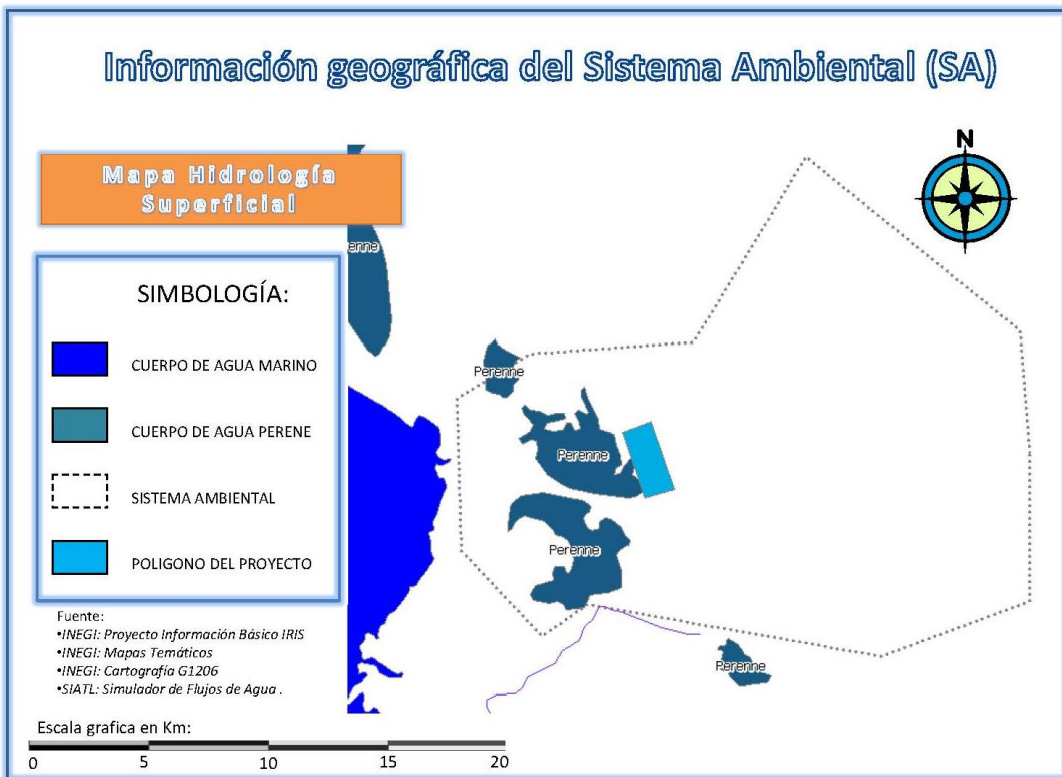 Información geográfica del Sistema Ambiental (SA)
N
Mapa Hidrología
Superficial
enne
SIMBOLOGÍA:
CUERPO DE AGUA MARINO
CUERPO DE AGUA PERENE
SISTEMA AMBIENTAL
POLIGONO DEL PROYECTO
Perenne
Perenne
Perenne
Perenne
Fuente:
•INEGI: Proyecto Información Básico IRIS
•INEGI: Mapas Temáticos
•INEGI: Cartografía G1206
•SIATL: Simulador de Flujos de Agua .
Escala grafica en Km:
0 5 10 15 20